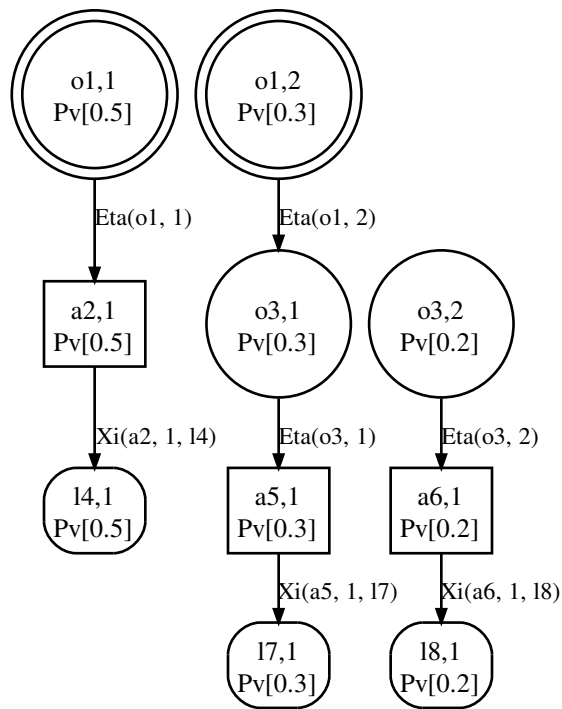 o1,1
Pv[0.5]
o1,2
Pv[0.3]
Eta(o1, 1)
Eta(o1, 2)
a2,1
Pv[0.5]
o3,1
Pv[0.3]
o3,2
Pv[0.2]
Xi(a2, 1, l4)
Eta(o3, 1)
Eta(o3, 2)
l4,1
Pv[0.5]
a5,1
Pv[0.3]
a6,1
Pv[0.2]
Xi(a5, 1, l7)
Xi(a6, 1, l8)
l7,1
Pv[0.3]
l8,1
Pv[0.2]